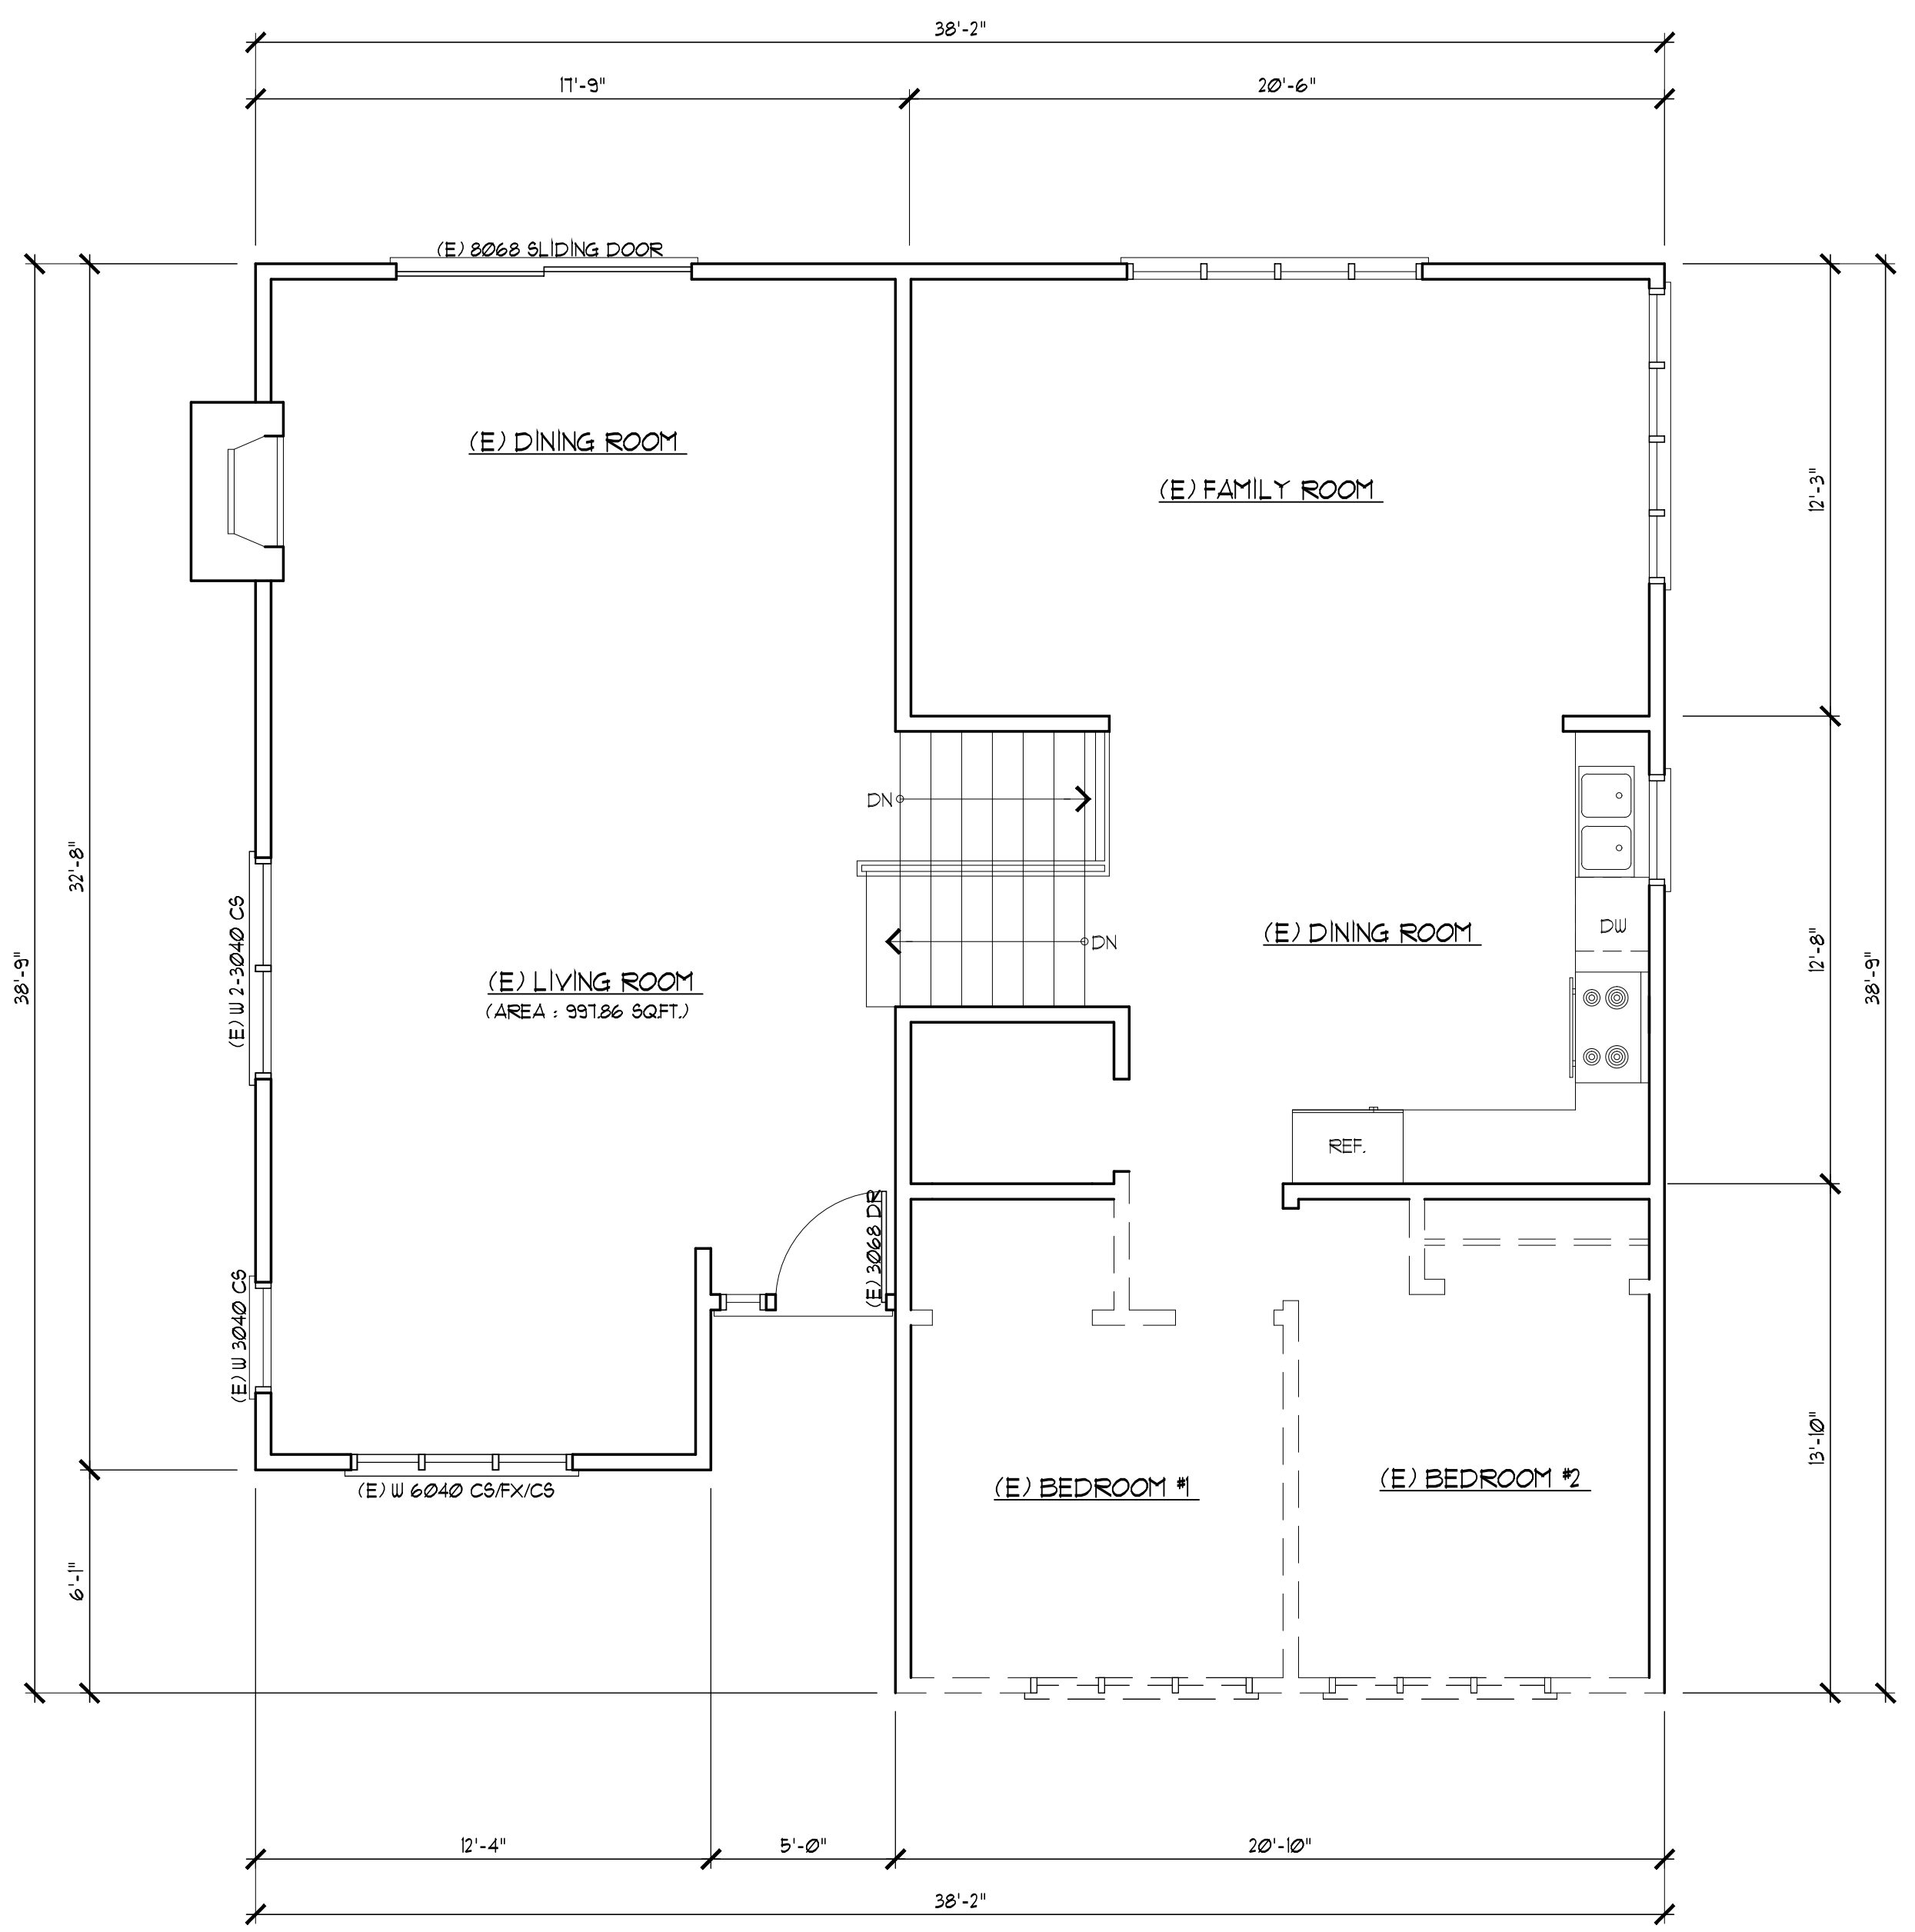 38'-2"
17'-9"
20'-6"
(E) 8068 SLIDING DOOR
(E) DINING ROOM
(E) FAMILY ROOM
12'-3"
DN
32'-8"
(E) W 2-3040 CS
(E) DINING ROOM
DW
DN
12'-8"
38'-9"
38'-9"
(E) LIVING ROOM
(AREA : 997.86 SQ.FT.)
REF.
(E) 3068 DR
(E) W 3040 CS
13'-10"
(E) BEDROOM #1
(E) BEDROOM #2
(E) W 6040 CS/FX/CS
6'-1"
12'-4"
5'-0"
20'-10"
38'-2"